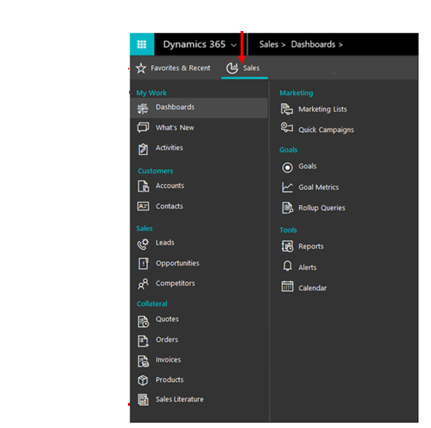 Dynamics 365 Sales > Dashboards >
Favorites & Recent Sales
My Work
Dashboards
What's New
Activities
Customers
Accounts
Contacts
Sales
Leads
Opportunities
Competitors
Collateral
Quotes
Orders
Invoices
Products
Sales Literature
Marketing
Marketing Lists
Quick Campaigns
Goals
Goals
Goal Metrics
Rollup Queries
Tools
Reports
Alerts
Calendar